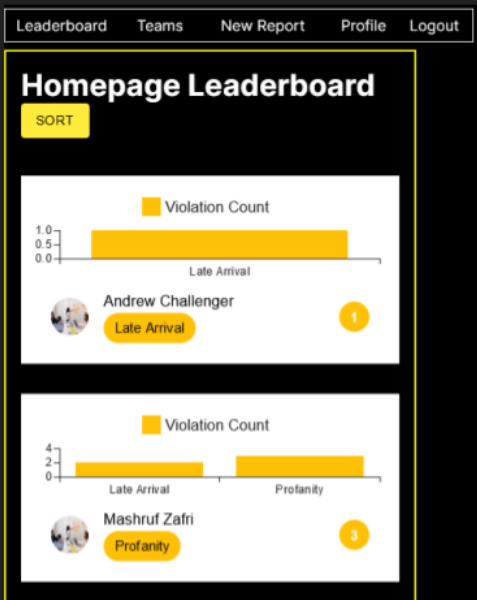 Leaderboard Teams New Report Profile Logout
Homepage Leaderboard
SORT
Violation Count
1.0
0.5
0.0
Late Arrival
Andrew Challenger
Late Arrival
1
Violation Count
4
2
0
Late Arrival Profanity
Mashruf Zafri
Profanity
3